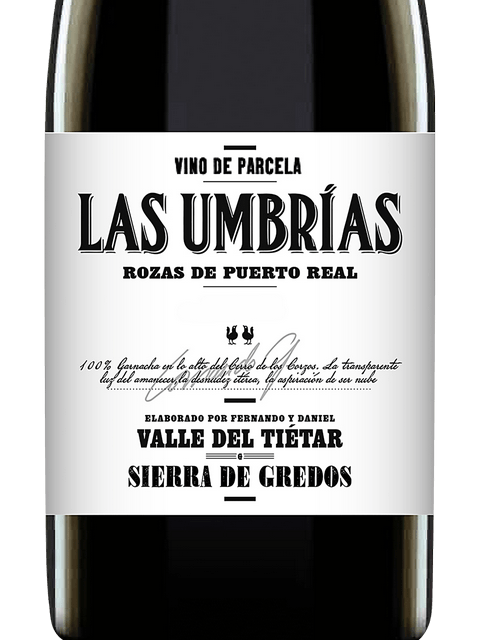 VINO DE PARCELA
LAS UMBRÍAS
ROZAS DE PUERTO REAL
100% Garnacha en lo alto del Cerro de los Corzos. La transparente
luz del amanecer, la desnudez etérea, la aspiración de ser nube
ELABORADO POR FERNANDO Y DANIEL
VALLE DEL TIÉTAR
SIERRA DE GREDOS